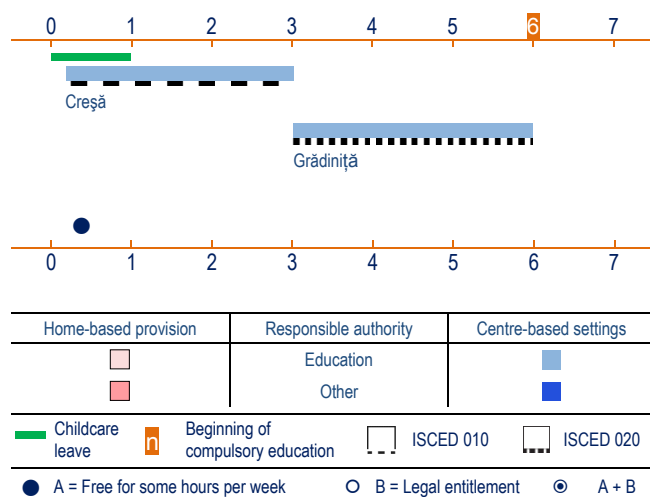 0 1 2 3 4 5 6 7
Creşă
Grădiniță
0 1 2 3 4 5 6 7
Home-based provision Responsible authority Centre-based settings
Education
Other
Childcare leave
n
Beginning of compulsory education
ISCED 010
ISCED 020
A = Free for some hours per week B = Legal entitlement A + B